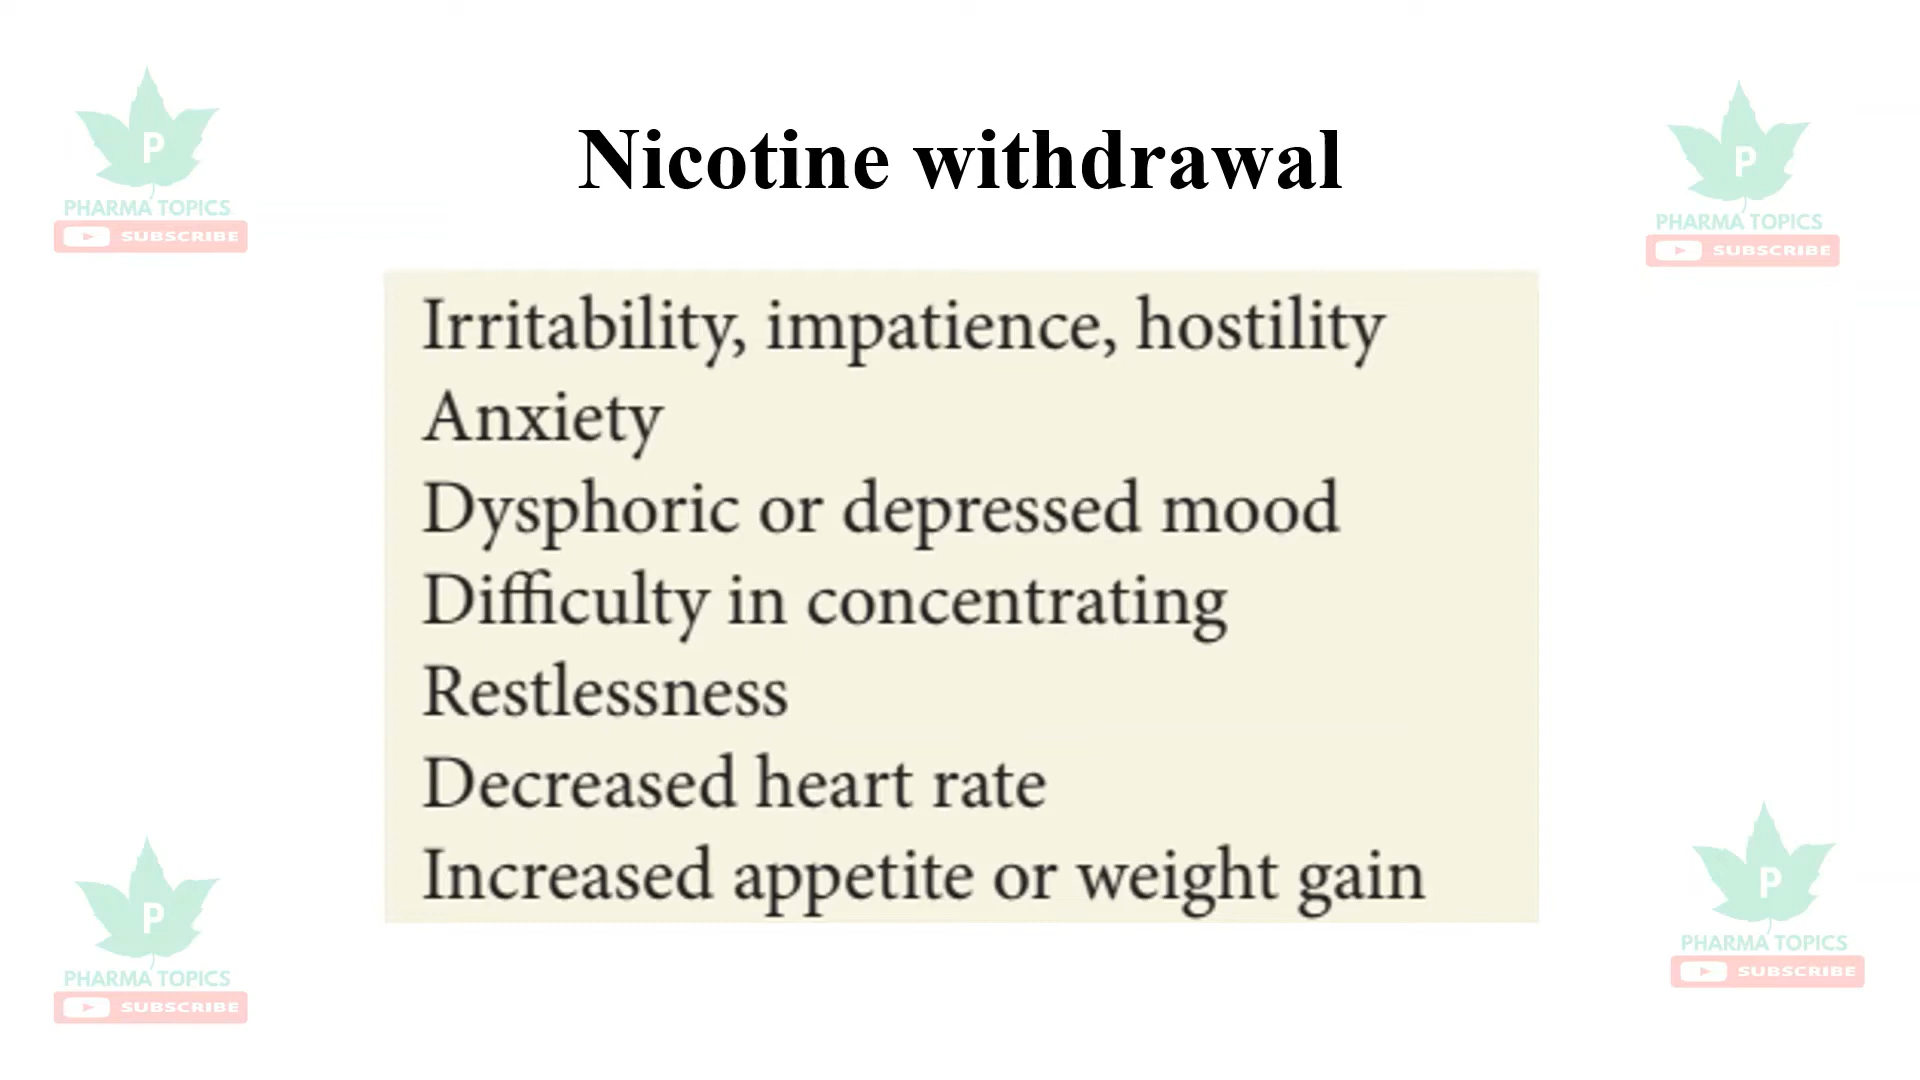 P
PHARMA TOPICS
SUBSCRIBE
P
PHARMA TOPICS
SUBSCRIBE
Nicotine withdrawal
Irritability, impatience, hostility
Anxiety
Dysphoric or depressed mood
Difficulty in concentrating
Restlessness
Decreased heart rate
Increased appetite or weight gain
P
PHARMA TOPICS
SUBSCRIBE
P
PHARMA TOPICS
SUBSCRIBE